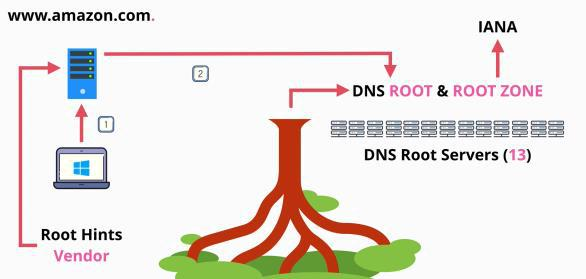 www.amazon.com.
IANA
2
DNS ROOT & ROOT ZONE
1
DNS Root Servers (13)
Root Hints
Vendor